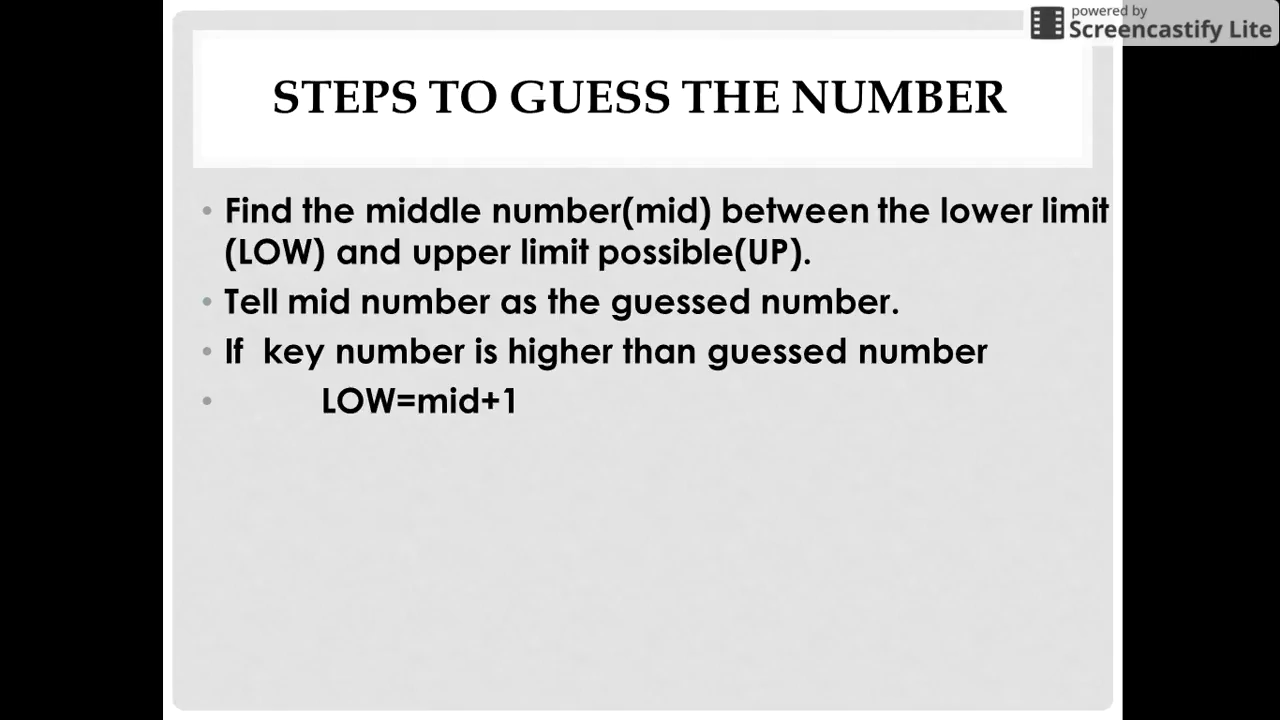 powered by
Screencastify Lite
STEPS TO GUESS THE NUMBER
• Find the middle number(mid) between the lower limit
(LOW) and upper limit possible(UP).
• Tell mid number as the guessed number.
• If key number is higher than guessed number
• LOW=mid+1